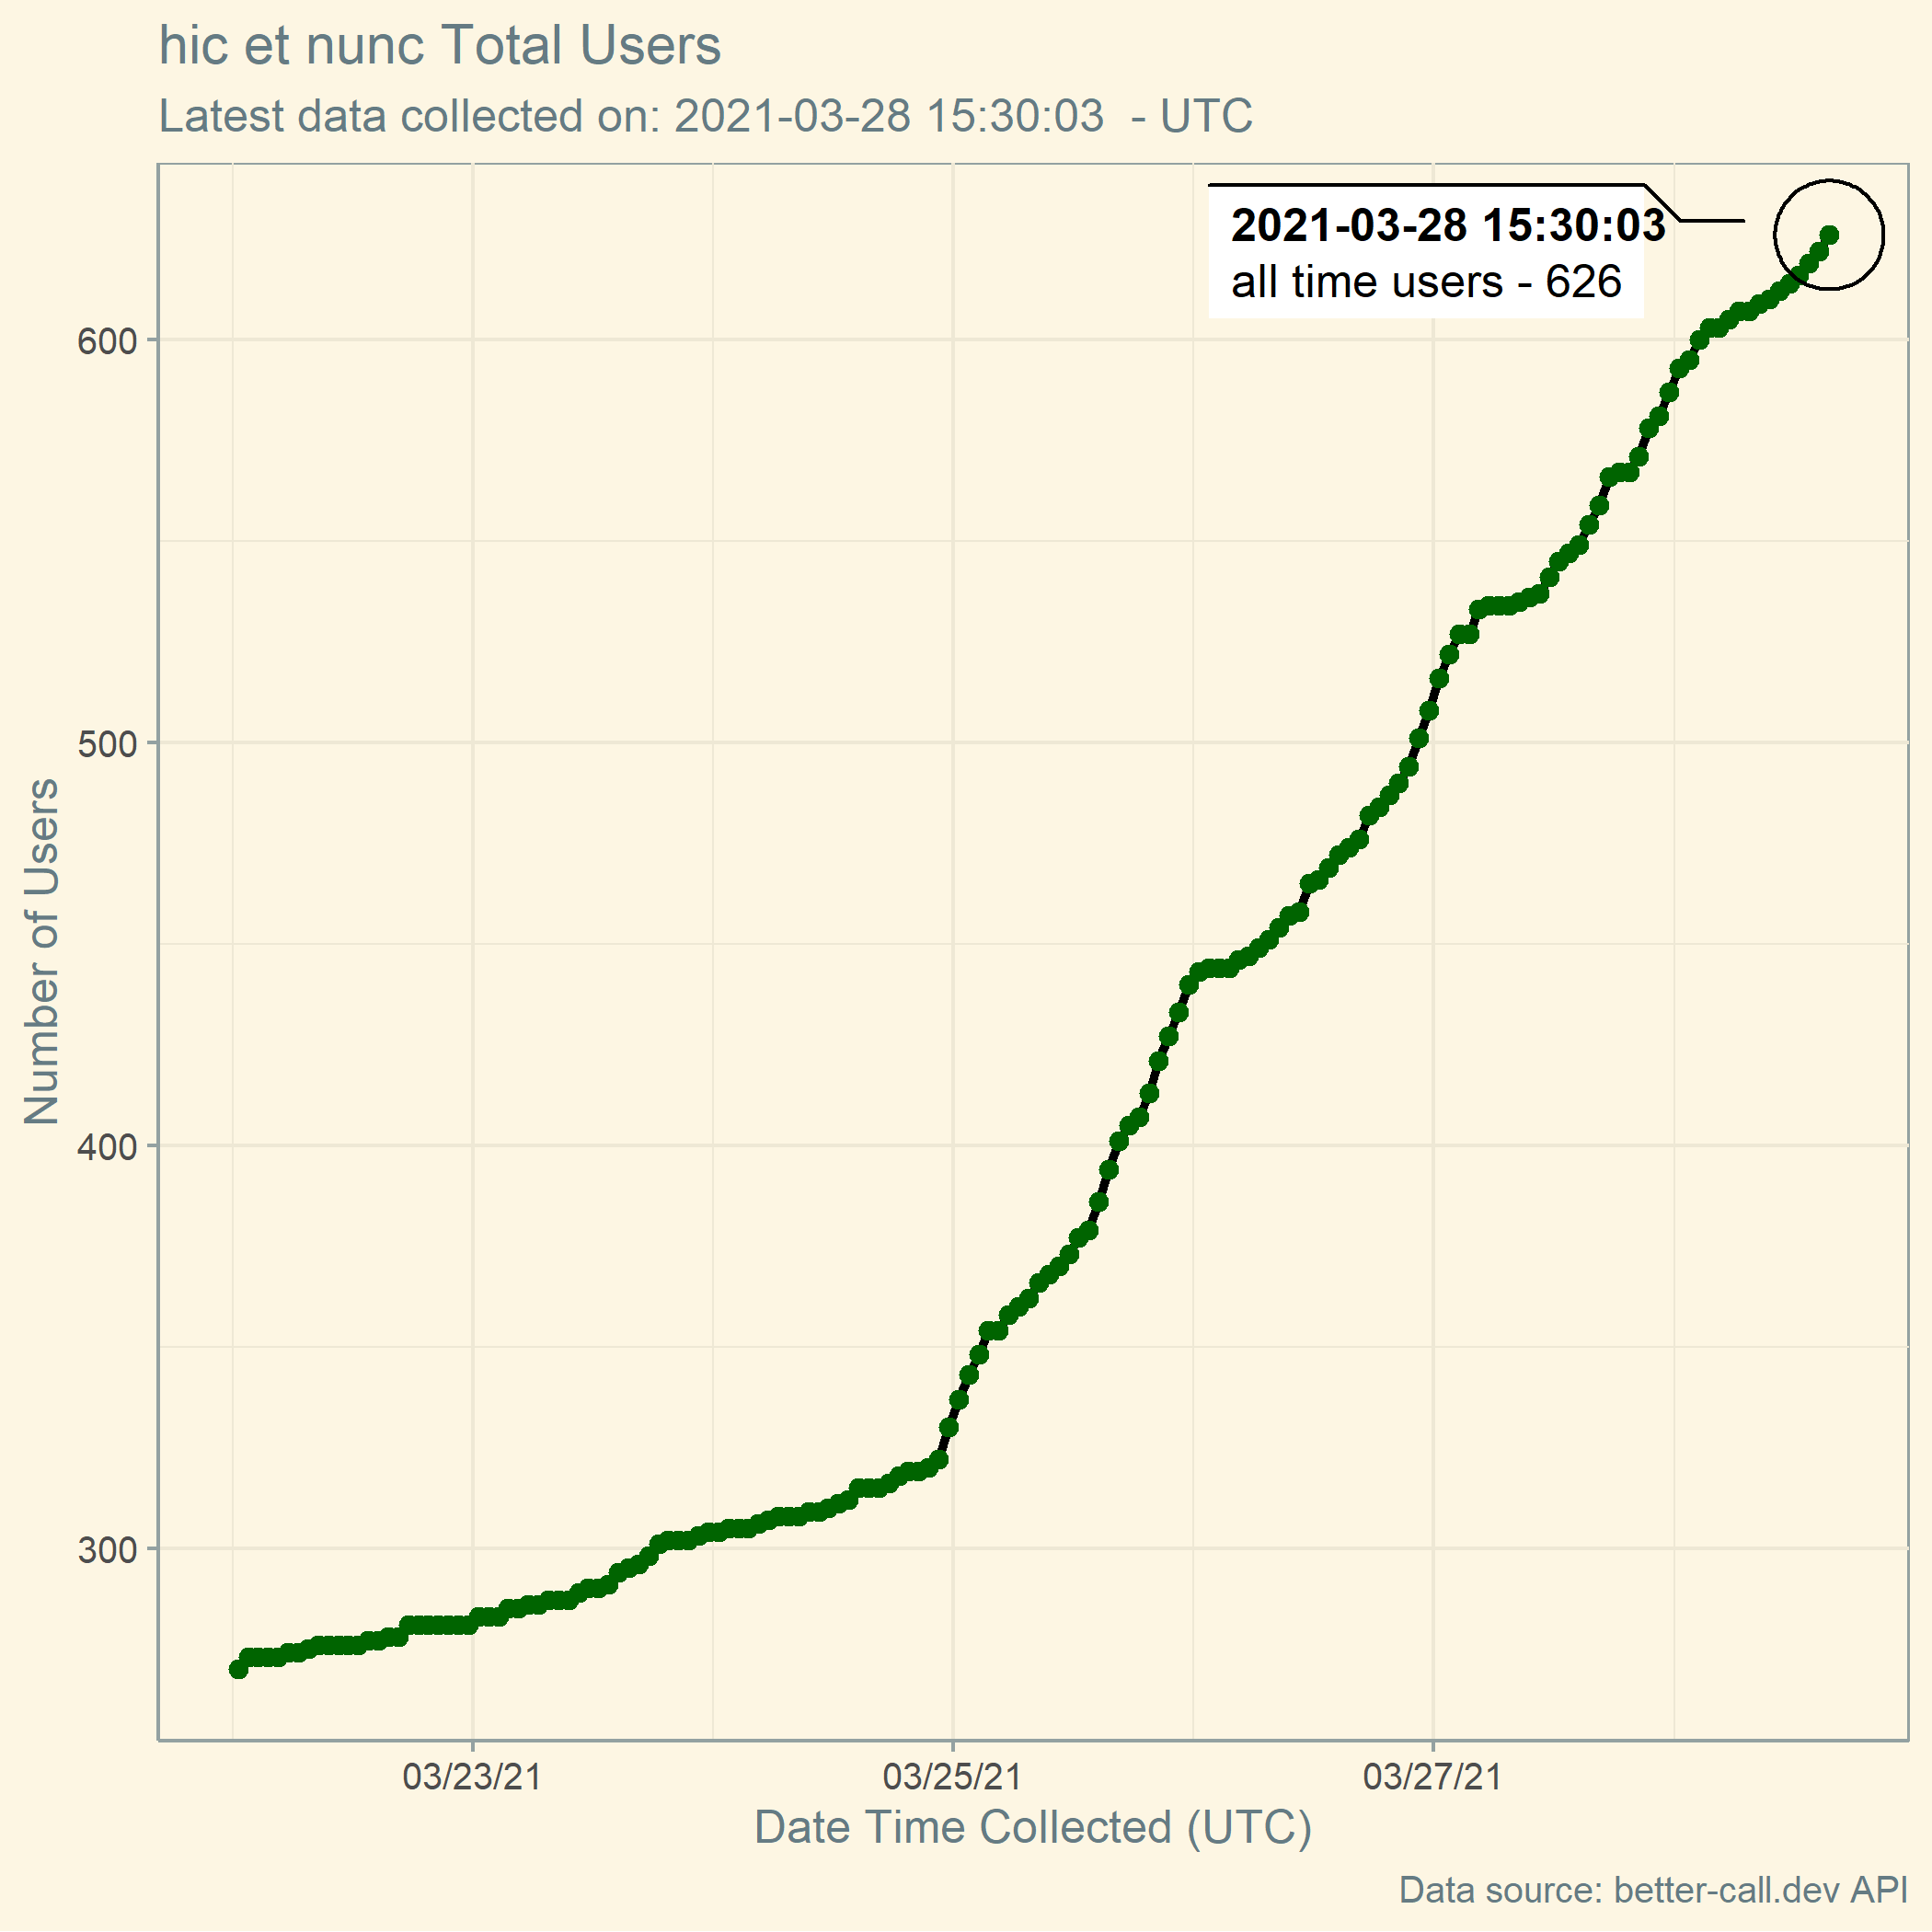 hic et nunc Total Users
Latest data collected on: 2021-03-28 15:30:03  - UTC
2021-03-28 15:30:03
all time users - 626
600
500
400
300
Number of Users
03/23/21
03/25/21
03/27/21
Date Time Collected (UTC)
Data source: better-call.dev API